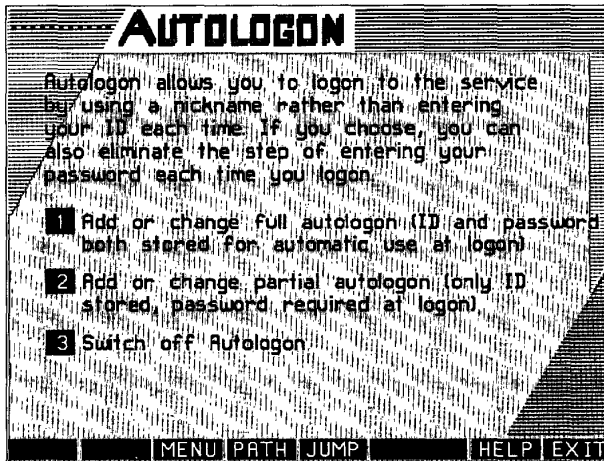 AUTOLOGON
Autologon allows you to logon to the service
by using a nickname rather than entering
your ID each time. If you choose, you can
also eliminate the step of entering your
password each time you logon.
1 Add or change full autologon (ID and password
both stored for automatic use at logon)
2 Add or change partial autologon (only ID
stored, password required at logon)
3 Switch off Autologon
MENU PATH JUMP HELP EXIT